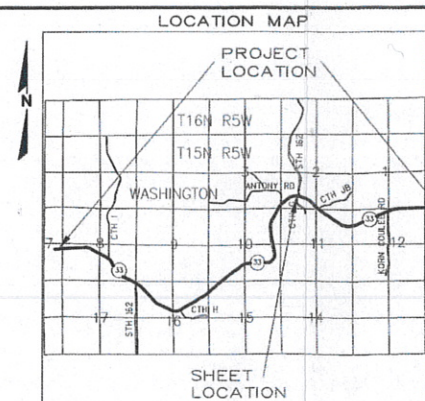 LOCATION MAP
PROJECT
LOCATION
N
T16N R5W
T15N R5W
STH 162
3
2
1
WASHINGTON
ANTONY RD
CTH JB
CTH I
CTH G
33
KORN COULEE RD
7
8
9
10
11
12
33
33
17
STH 162
16
CTH H
15
14
SHEET
LOCATION